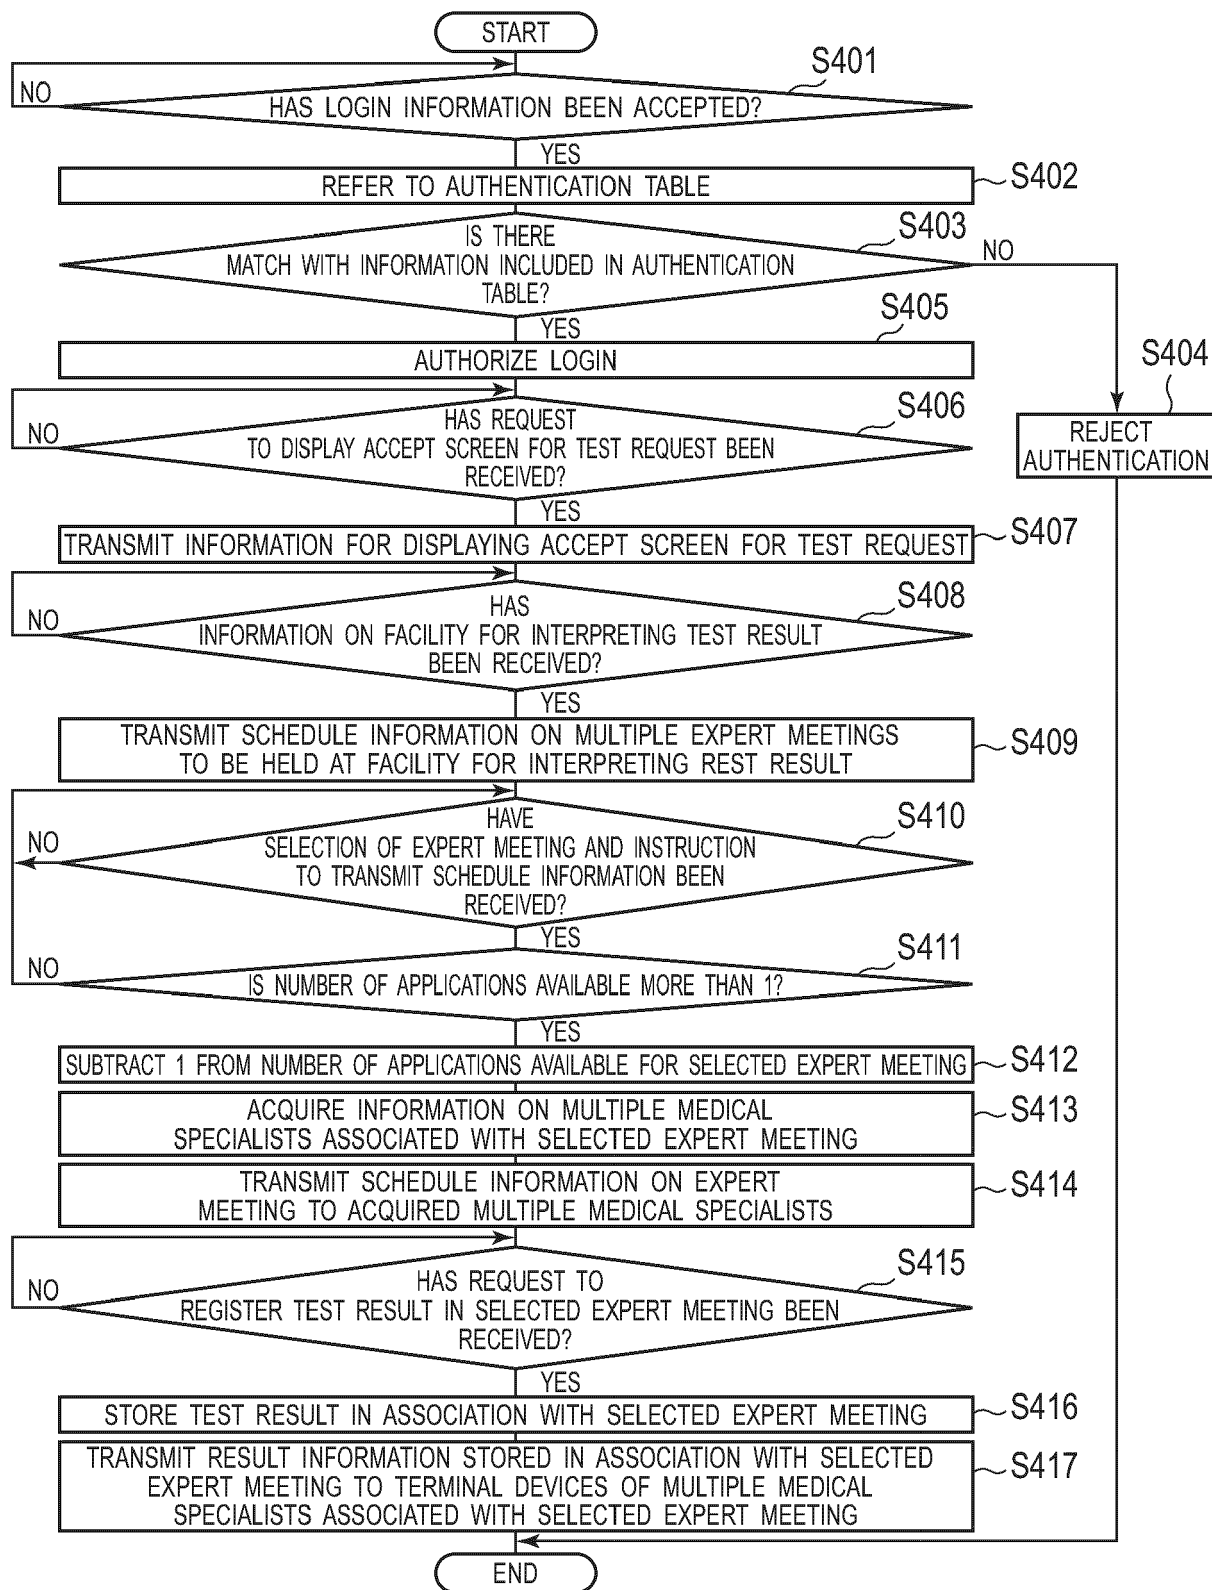 START
S401
NO
HAS LOGIN INFORMATION BEEN ACCEPTED?
YES
REFER TO AUTHENTICATION TABLE
S402
S403
IS THERE
MATCH WITH INFORMATION INCLUDED IN AUTHENTICATION
TABLE?
NO
YES
S405
AUTHORIZE LOGIN
S404
REJECT
AUTHENTICATION
S406
NO
HAS REQUEST
TO DISPLAY ACCEPT SCREEN FOR TEST REQUEST BEEN
RECEIVED?
YES
TRANSMIT INFORMATION FOR DISPLAYING ACCEPT SCREEN FOR TEST REQUEST
S407
S408
NO
HAS
INFORMATION ON FACILITY FOR INTERPRETING TEST RESULT
BEEN RECEIVED?
YES
TRANSMIT SCHEDULE INFORMATION ON MULTIPLE EXPERT MEETINGS
TO BE HELD AT FACILITY FOR INTERPRETING REST RESULT
S409
S410
NO
HAVE
SELECTION OF EXPERT MEETING AND INSTRUCTION
TO TRANSMIT SCHEDULE INFORMATION BEEN
RECEIVED?
YES
S411
NO
IS NUMBER OF APPLICATIONS AVAILABLE MORE THAN 1?
YES
SUBTRACT 1 FROM NUMBER OF APPLICATIONS AVAILABLE FOR SELECTED EXPERT MEETING
S412
ACQUIRE INFORMATION ON MULTIPLE MEDICAL
SPECIALISTS ASSOCIATED WITH SELECTED EXPERT MEETING
S413
TRANSMIT SCHEDULE INFORMATION ON EXPERT
MEETING TO ACQUIRED MULTIPLE MEDICAL SPECIALISTS
S414
S415
NO
HAS REQUEST TO
REGISTER TEST RESULT IN SELECTED EXPERT MEETING BEEN
RECEIVED?
YES
STORE TEST RESULT IN ASSOCIATION WITH SELECTED EXPERT MEETING
S416
TRANSMIT RESULT INFORMATION STORED IN ASSOCIATION WITH SELECTED
EXPERT MEETING TO TERMINAL DEVICES OF MULTIPLE MEDICAL
SPECIALISTS ASSOCIATED WITH SELECTED EXPERT MEETING
S417
END